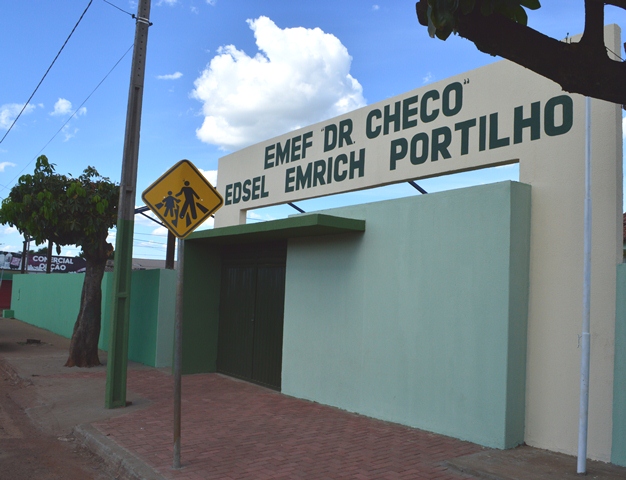 EMEF "DR. CHECO"
EDSEL EMRICH PORTILHO
COMERCIAL